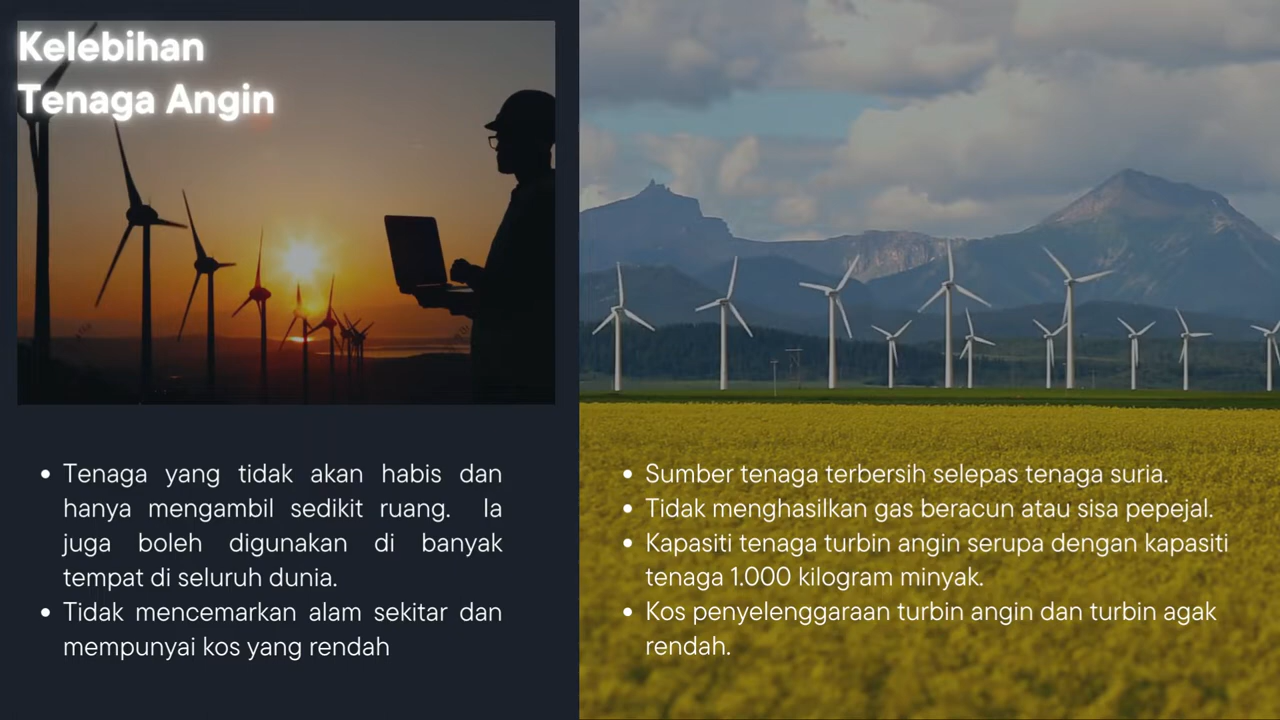 Kelebihan
Tenaga Angin
• Tenaga yang tidak akan habis dan
hanya mengambil sedikit ruang. Ia
juga boleh digunakan di banyak
tempat di seluruh dunia.
• Tidak mencemarkan alam sekitar dan
mempunyai kos yang rendah
• Sumber tenaga terbersih selepas tenaga suria.
• Tidak menghasilkan gas beracun atau sisa pepejal.
• Kapasiti tenaga turbin angin serupa dengan kapasiti
tenaga 1.000 kilogram minyak.
• Kos penyelenggaraan turbin angin dan turbin agak
rendah.